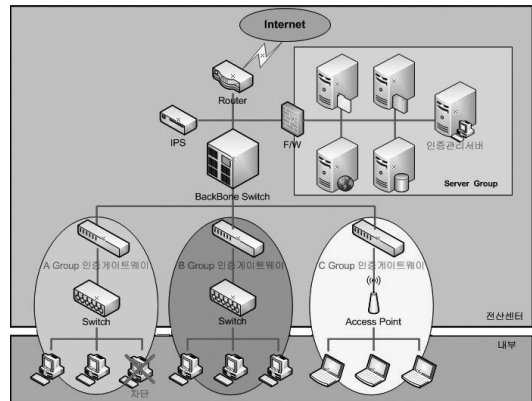 Internet
Router
IPS
F/W
인증관리서버
BackBone Switch
Server Group
A Group 인증게이트웨이
B Group 인증게이트웨이
C Group 인증게이트웨이
Switch
Switch
Access Point
전산센터
내부
차단